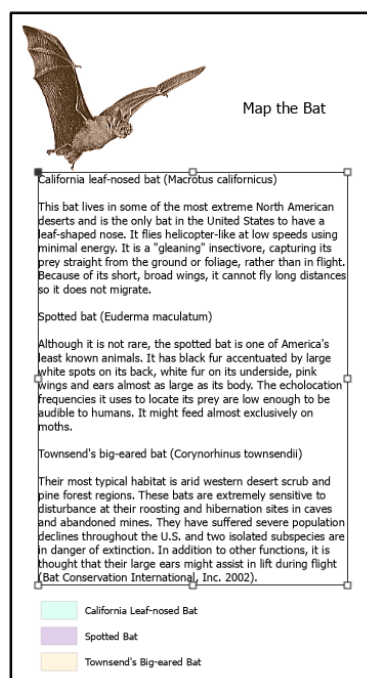 Map the Bat
California leaf-nosed bat (Macrotus californicus)
This bat lives in some of the most extreme North American
deserts and is the only bat in the United States to have a
leaf-shaped nose. It flies helicopter-like at low speeds using
minimal energy. It is a "gleaning" insectivore, capturing its
prey straight from the ground or foliage, rather than in flight.
Because of its short, broad wings, it cannot fly long distances
so it does not migrate.
Spotted bat (Euderma maculatum)
Although it is not rare, the spotted bat is one of America's
least known animals. It has black fur accentuated by large
white spots on its back, white fur on its underside, pink
wings and ears almost as large as its body. The echolocation
frequencies it uses to locate its prey are low enough to be
audible to humans. It might feed almost exclusively on
moths.
Townsend's big-eared bat (Corynorhinus townsendii)
Their most typical habitat is arid western desert scrub and
pine forest regions. These bats are extremely sensitive to
disturbance at their roosting and hibernation sites in caves
and abandoned mines. They have suffered severe population
declines throughout the U.S. and two isolated subspecies are
in danger of extinction. In addition to other functions, it is
thought that their large ears might assist in lift during flight
(Bat Conservation International, Inc. 2002).
California Leaf-nosed Bat
Spotted Bat
Townsend's Big-eared Bat